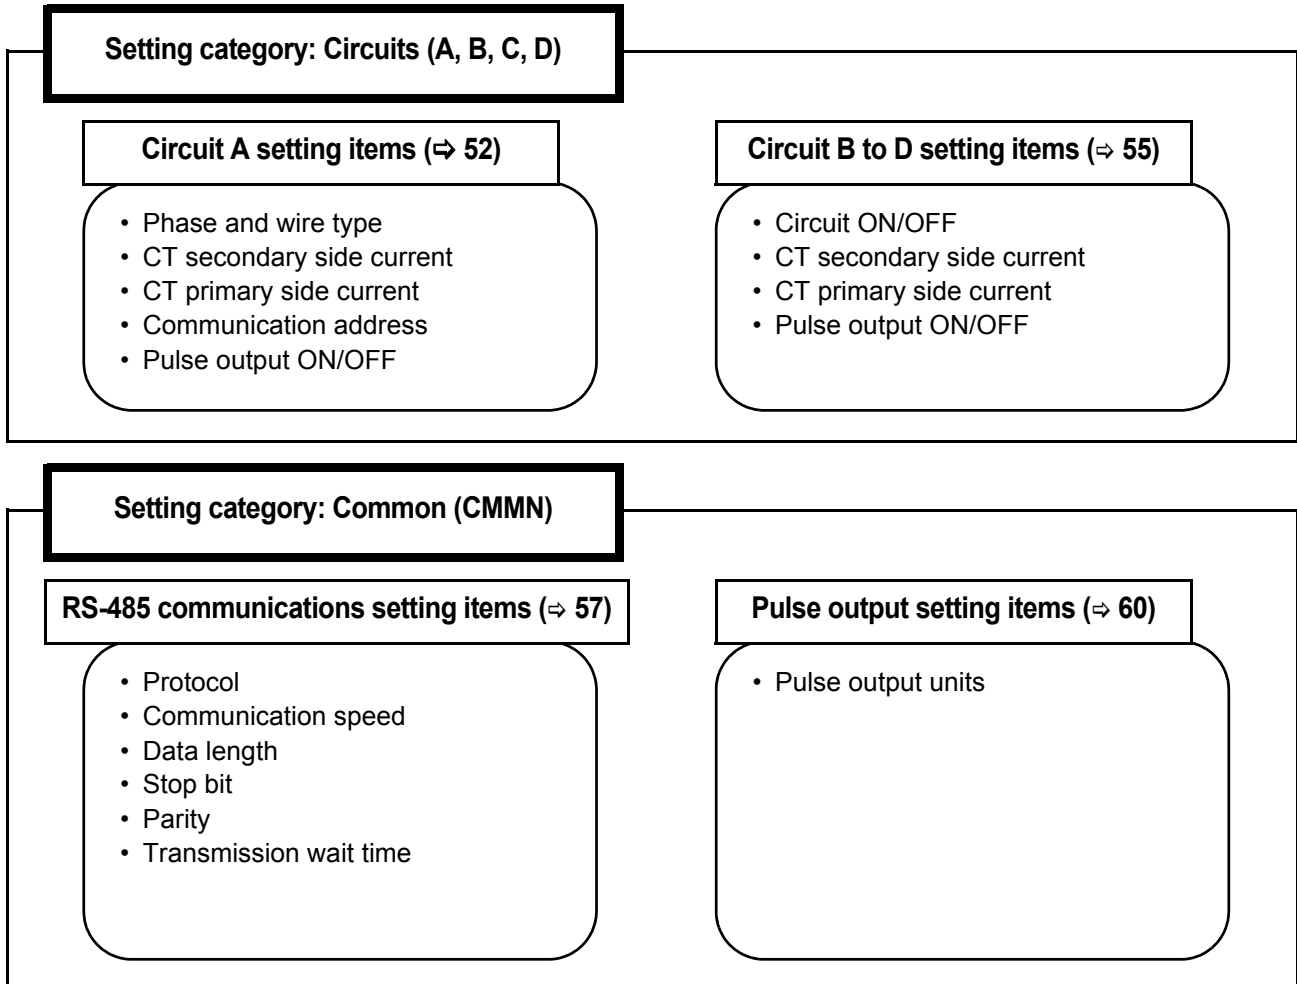 Setting category: Circuits (A, B, C, D)
Circuit A setting items (⇨ 52)
• Phase and wire type
• CT secondary side current
• CT primary side current
• Communication address
• Pulse output ON/OFF
Circuit B to D setting items (⇨ 55)
• Circuit ON/OFF
• CT secondary side current
• CT primary side current
• Pulse output ON/OFF
Setting category: Common (CMMN)
RS-485 communications setting items (⇨ 57)
• Protocol
• Communication speed
• Data length
• Stop bit
• Parity
• Transmission wait time
Pulse output setting items (⇨ 60)
• Pulse output units